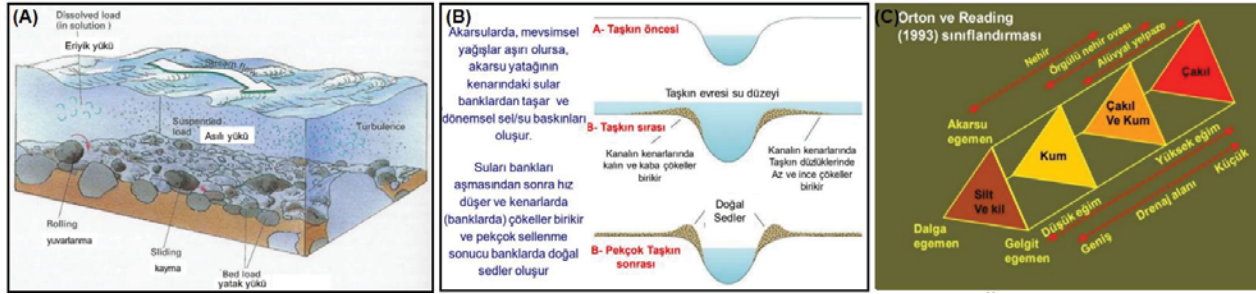 (A)
Dissolved load
(in solution )
Eriyik yükü
Stream flow
Suspended
load
Asılı yükü
Turbulence
Rolling
yuvarlanma
Sliding
kayma
Bed load
yatak yükü
(B)
Akarsularda, mevsimsel
yağışlar aşırı olursa,
akarsu yatağının
kenarındaki sular
banklardan taşar ve
dönemsel sel/su baskınları
oluşur.
Suları bankları
aşmasından sonra hız
düşer ve kenarlarda
(banklarda) çökeller birikir
ve pekçok sellenme
sonucu banklarda doğal
sedler oluşur
A- Taşkın öncesi
Taşkın evresi su düzeyi
B- Taşkın sırası
Kanalın kenarlarında
kalın ve kaba çökeller
birikir
Kanalın kenarlarında
Taşkın düzlüklerinde
Az ve ince çökeller
birikir
Doğal
Sedler
B- Pekçok Taşkın
sonrası
(C)
Orton ve Reading
(1993) sınıflandırması
Nehir
Örgülü nehir ovası
Alüvyal yelpaze
Çakıl
Çakıl
Ve Kum
Akarsu
egemen
Kum
Silt
Ve kil
Yüksek eğim
Küçük
Drenaj alanı
Düşük eğim
Geniş
Dalga
egemen
Gelgit
egemen